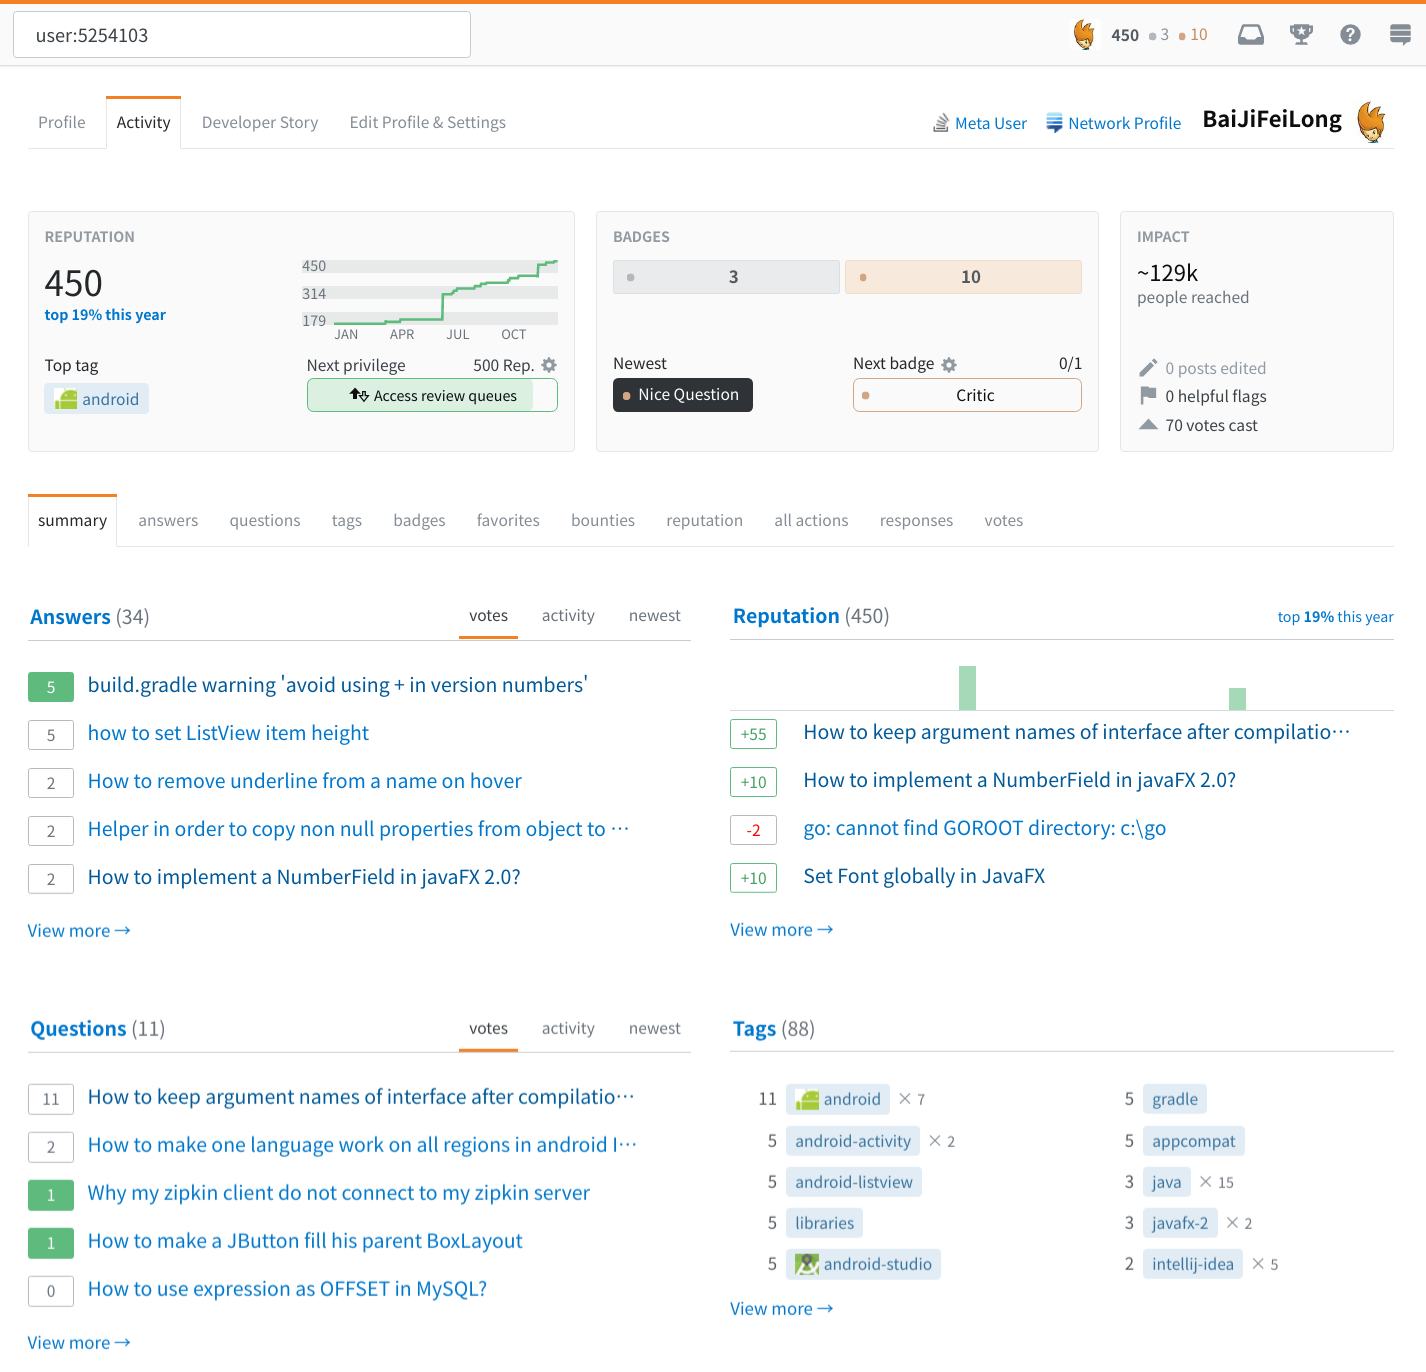 user:5254103
450 3 10
Profile Activity Developer Story Edit Profile & Settings
Meta User Network Profile BaiJiFeiLong
REPUTATION
450
top 19% this year
450
314
179
JAN APR JUL OCT
Top tag
android
Next privilege 500 Rep.
Access review queues
BADGES
3 10
Newest
Nice Question
Next badge 0/1
Critic
IMPACT
~129k
people reached
0 posts edited
0 helpful flags
70 votes cast
summary answers questions tags badges favorites bounties reputation all actions responses votes
Answers (34) votes activity newest
5 build.gradle warning 'avoid using + in version numbers'
5 how to set ListView item height
2 How to remove underline from a name on hover
2 Helper in order to copy non null properties from object to ···
2 How to implement a NumberField in javaFX 2.0?
View more →
Reputation (450) top 19% this year
+55 How to keep argument names of interface after compilatio···
+10 How to implement a NumberField in javaFX 2.0?
-2 go: cannot find GOROOT directory: c:\go
+10 Set Font globally in JavaFX
View more →
Questions (11) votes activity newest
11 How to keep argument names of interface after compilatio···
2 How to make one language work on all regions in android I···
1 Why my zipkin client do not connect to my zipkin server
1 How to make a JButton fill his parent BoxLayout
0 How to use expression as OFFSET in MySQL?
View more →
Tags (88)
11 android × 7
5 android-activity × 2
5 android-listview
5 libraries
5 android-studio
5 gradle
5 appcompat
3 java × 15
3 javafx-2 × 2
2 intellij-idea × 5
View more →